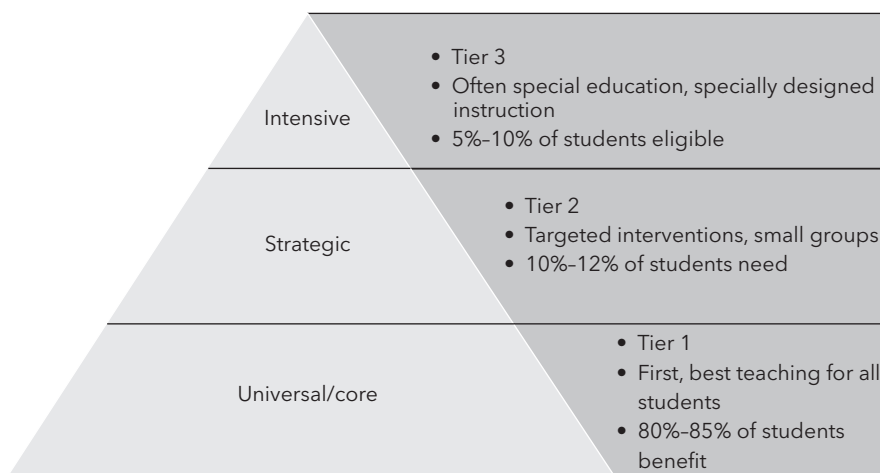 Intensive
• Tier 3
• Often special education, specially designed
instruction
• 5%–10% of students eligible
Strategic
• Tier 2
• Targeted interventions, small groups
• 10%–12% of students need
Universal/core
• Tier 1
• First, best teaching for all
students
• 80%–85% of students
benefit